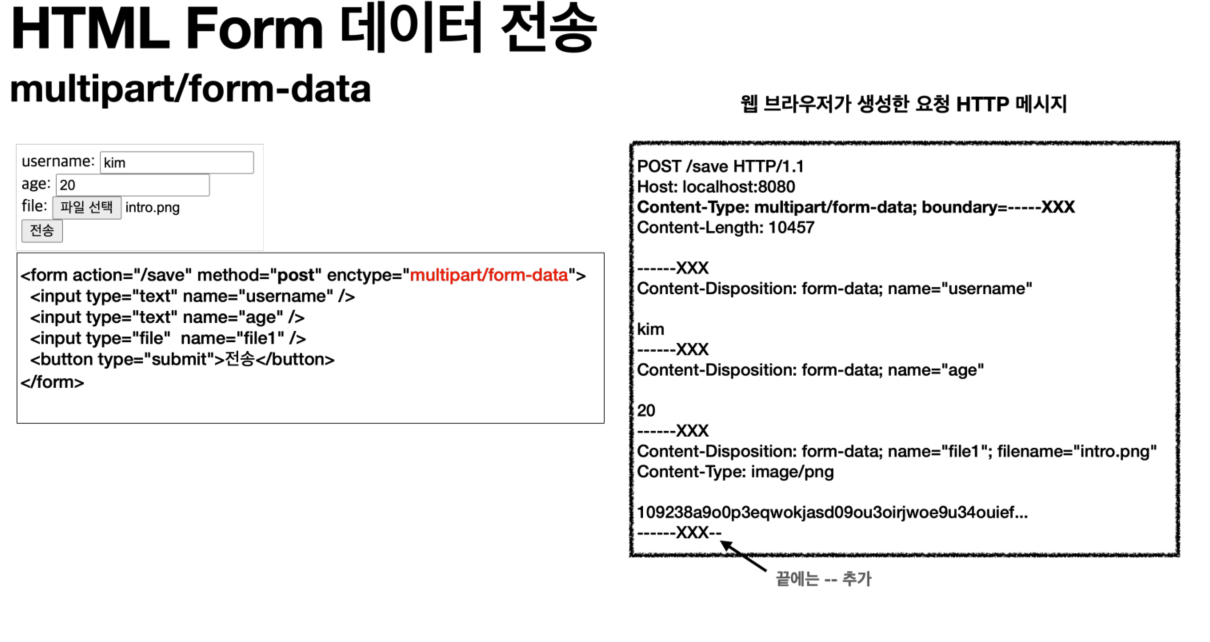 HTML Form 데이터 전송
multipart/form-data
username: kim
age: 20
file: 파일 선택 intro.png
전송
<form action="/save" method="post" enctype="multipart/form-data">
<input type="text" name="username" />
<input type="text" name="age" />
<input type="file"  name="file1" />
<button type="submit">전송</button>
</form>
웹 브라우저가 생성한 요청 HTTP 메시지
POST /save HTTP/1.1
Host: localhost:8080
Content-Type: multipart/form-data; boundary=-----XXX
Content-Length: 10457
------XXX
Content-Disposition: form-data; name="username"
kim
------XXX
Content-Disposition: form-data; name="age"
20
------XXX
Content-Disposition: form-data; name="file1"; filename="intro.png"
Content-Type: image/png
109238a9o0p3eqwokjasd09ou3oirjwoe9u34ouief...
------XXX--
끝에는 -- 추가